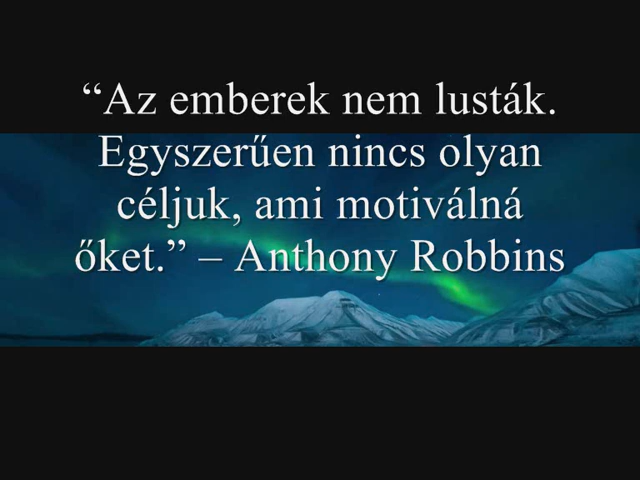 “Az emberek nem lusták.
Egyszerűen nincs olyan
céljuk, ami motiválná
őket.” – Anthony Robbins